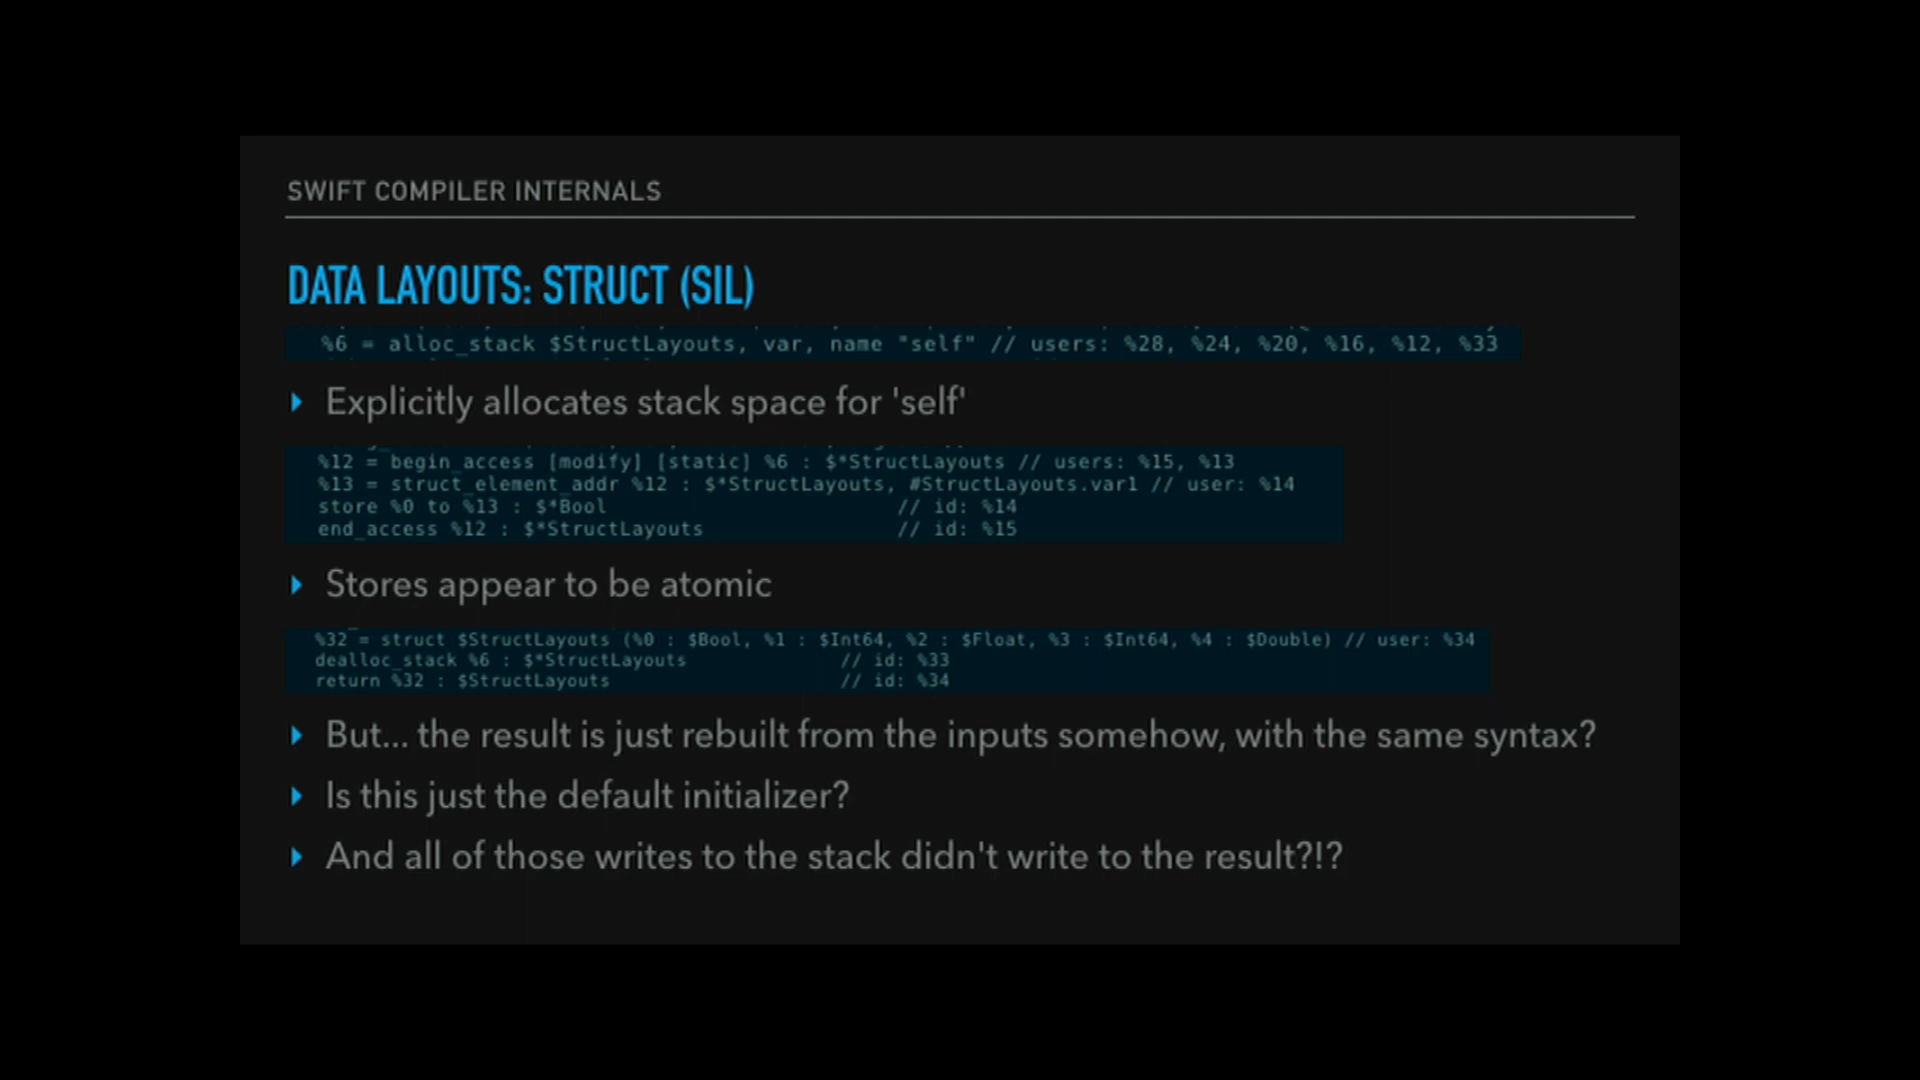 SWIFT COMPILER INTERNALS
DATA LAYOUTS: STRUCT (SIL)
%6 = alloc_stack $StructLayouts, var, name "self" // users: %28, %24, %20, %16, %12, %33
Explicitly allocates stack space for 'self'
%12 = begin_access [modify] [static] %6 : $*StructLayouts // users: %15, %13
%13 = struct_element_addr %12 : $*StructLayouts, #StructLayouts.var1 // user: %14
store %0 to %13 : $*Bool // id: %14
end_access %12 : $*StructLayouts // id: %15
Stores appear to be atomic
%32 = struct $StructLayouts (%0 : $Bool, %1 : $Int64, %2 : $Float, %3 : $Int64, %4 : $Double) // user: %34
dealloc_stack %6 : $*StructLayouts // id: %33
return %32 : $StructLayouts // id: %34
But... the result is just rebuilt from the inputs somehow, with the same syntax?
Is this just the default initializer?
And all of those writes to the stack didn't write to the result?!?